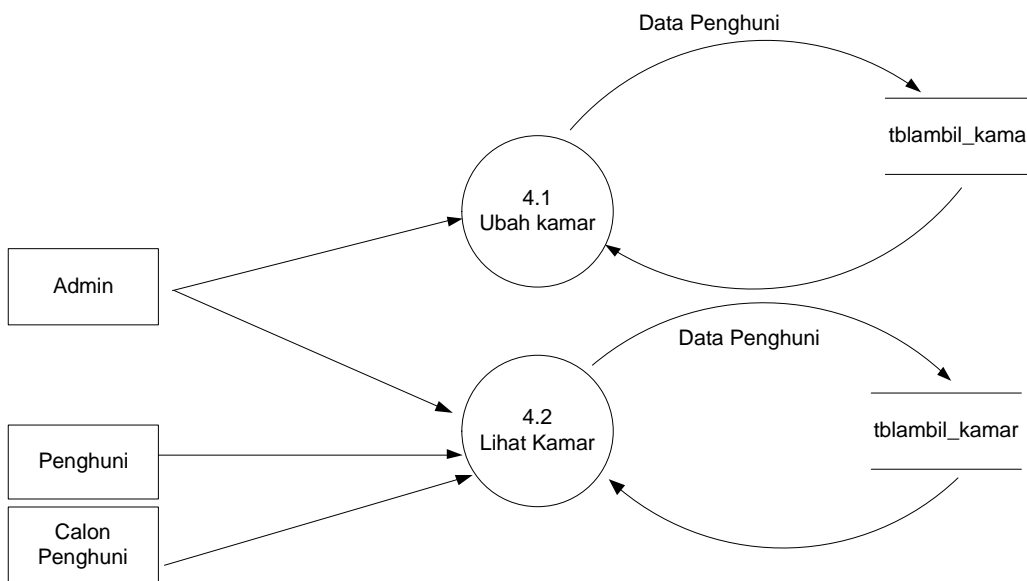 Data Penghuni
tblambil_kama
4.1
Ubah kamar
Admin
Data Penghuni
4.2
Lihat Kamar
tblambil_kamar
Penghuni
Calon
Penghuni